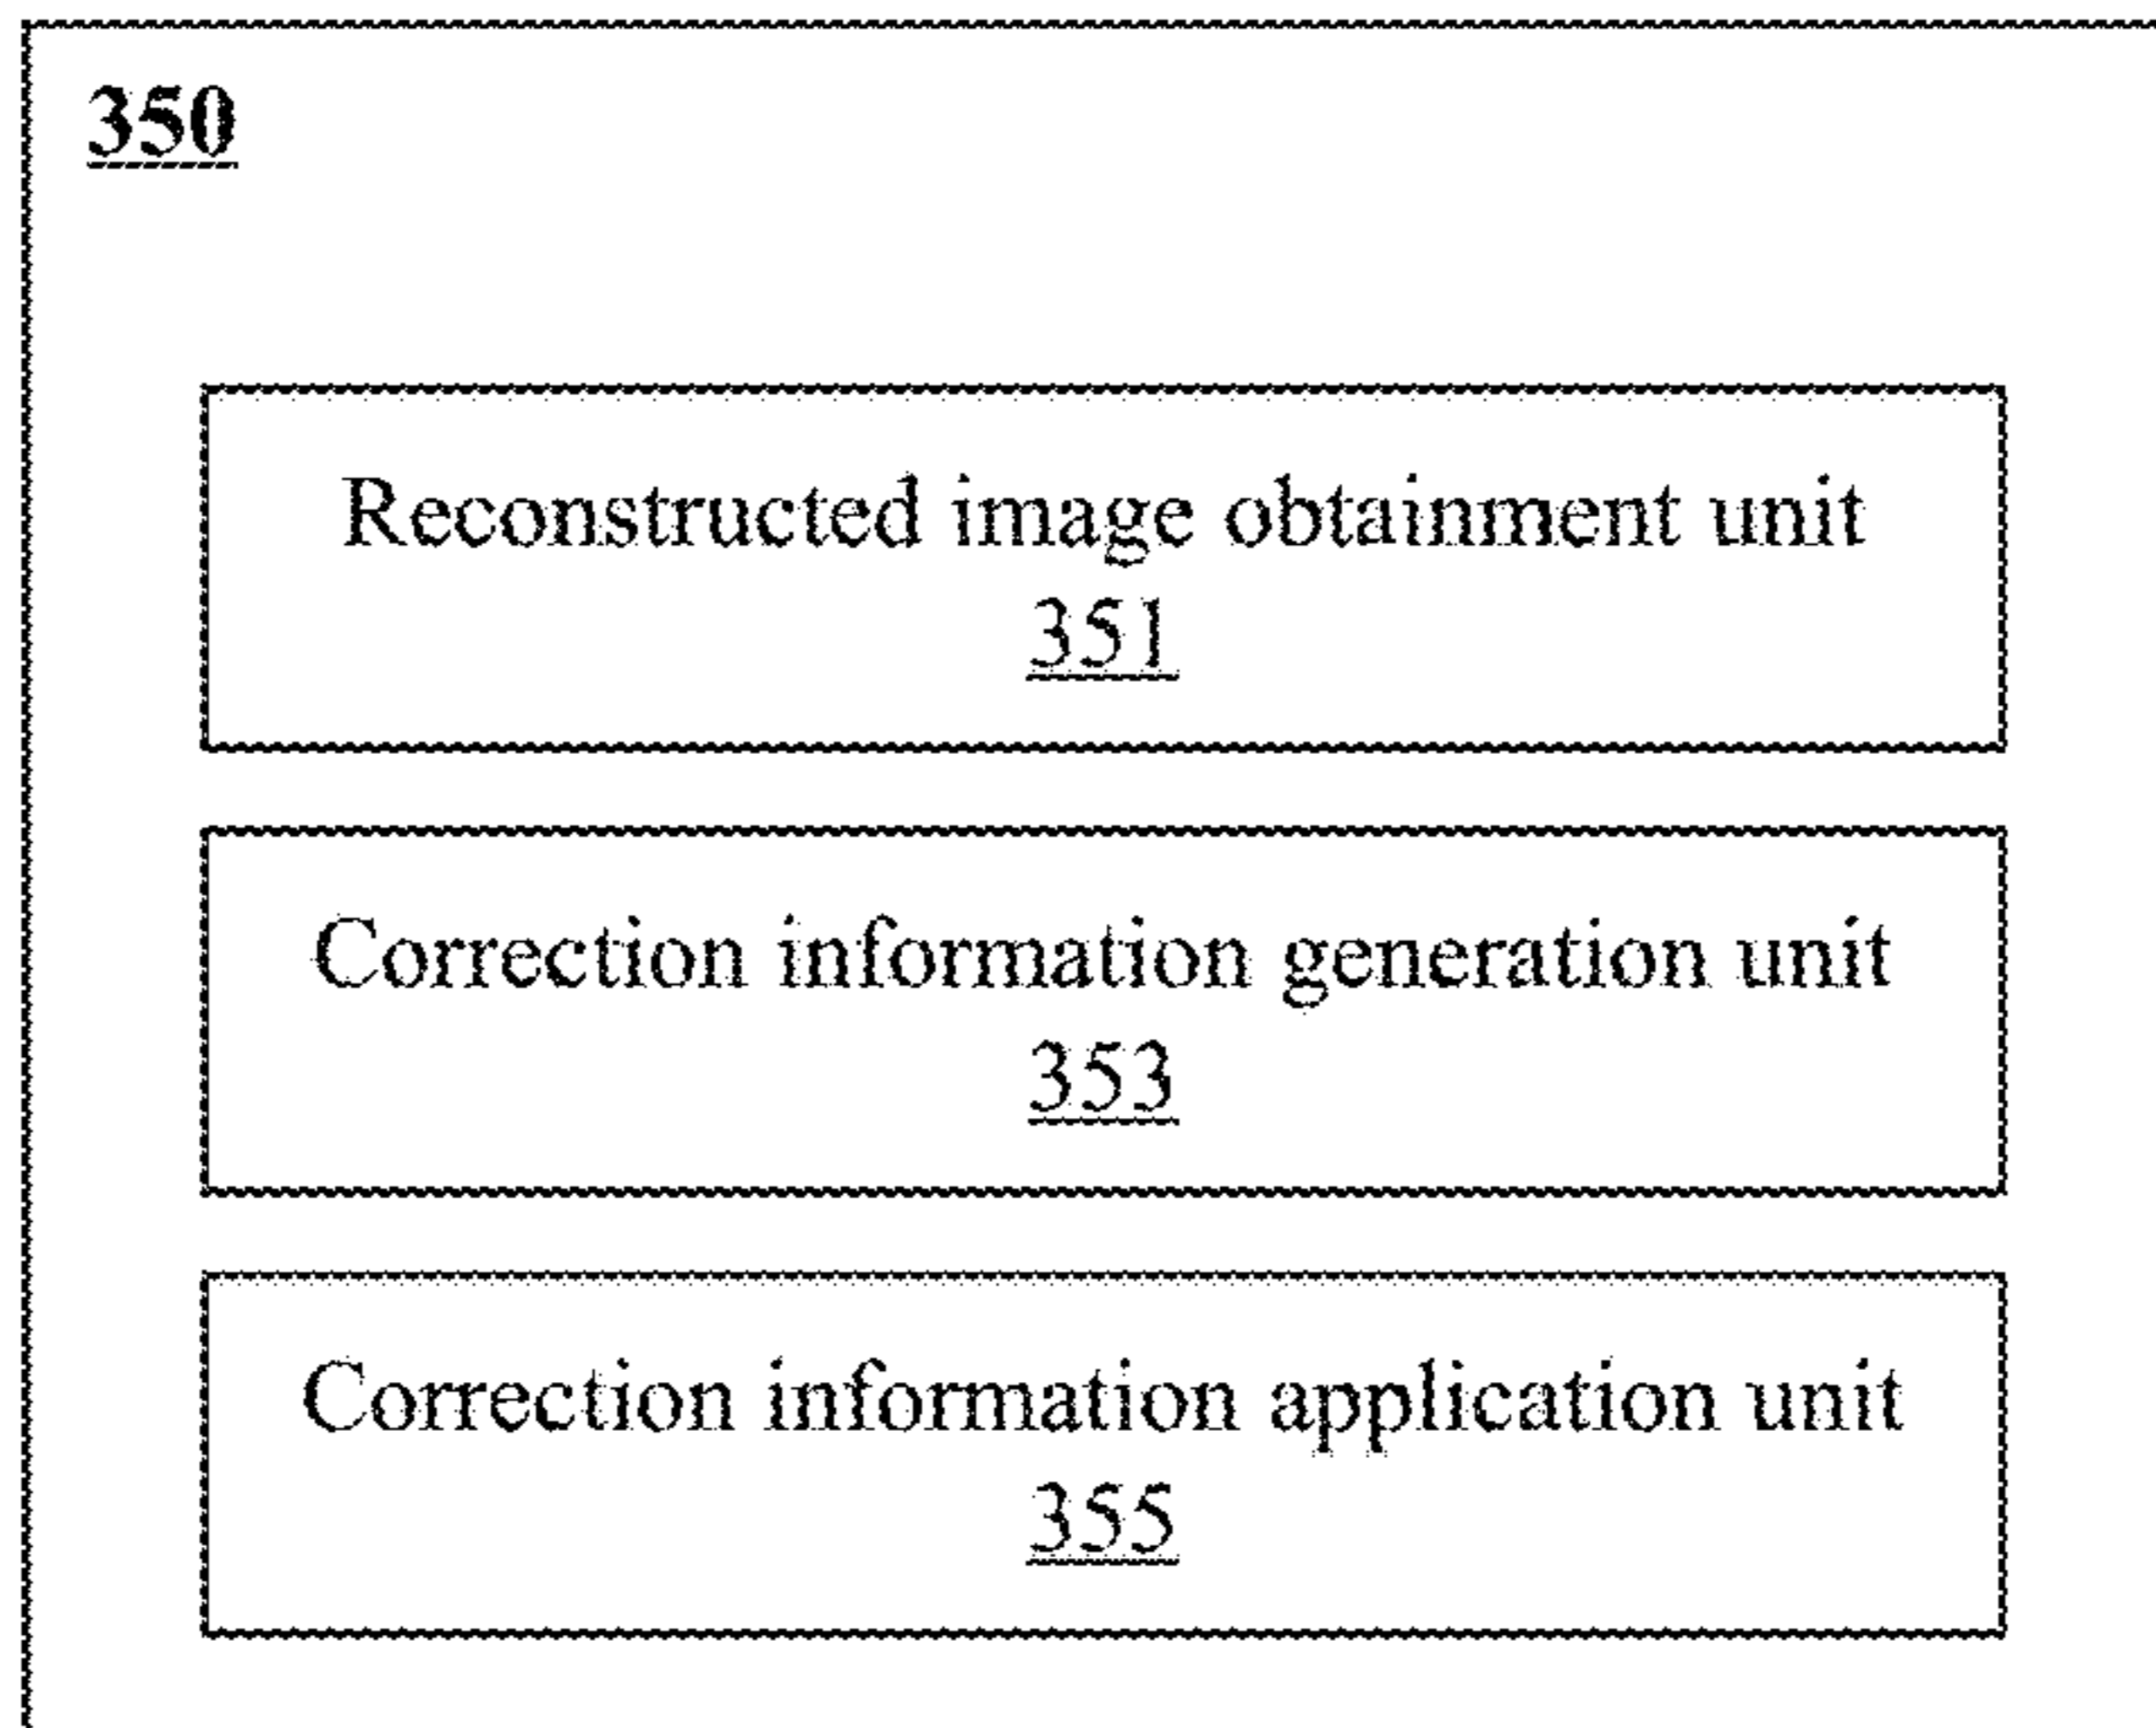 350
Reconstructed image obtainment unit
351
Correction information generation unit
353
Correction information application unit
355